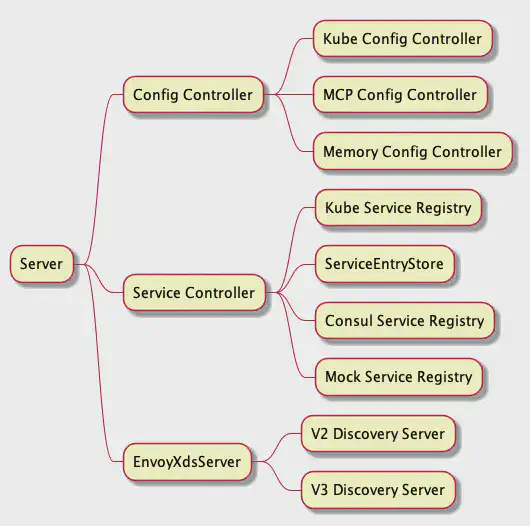 Server
Config Controller
Kube Config Controller
MCP Config Controller
Memory Config Controller
Service Controller
Kube Service Registry
ServiceEntryStore
Consul Service Registry
Mock Service Registry
EnvoyXdsServer
V2 Discovery Server
V3 Discovery Server